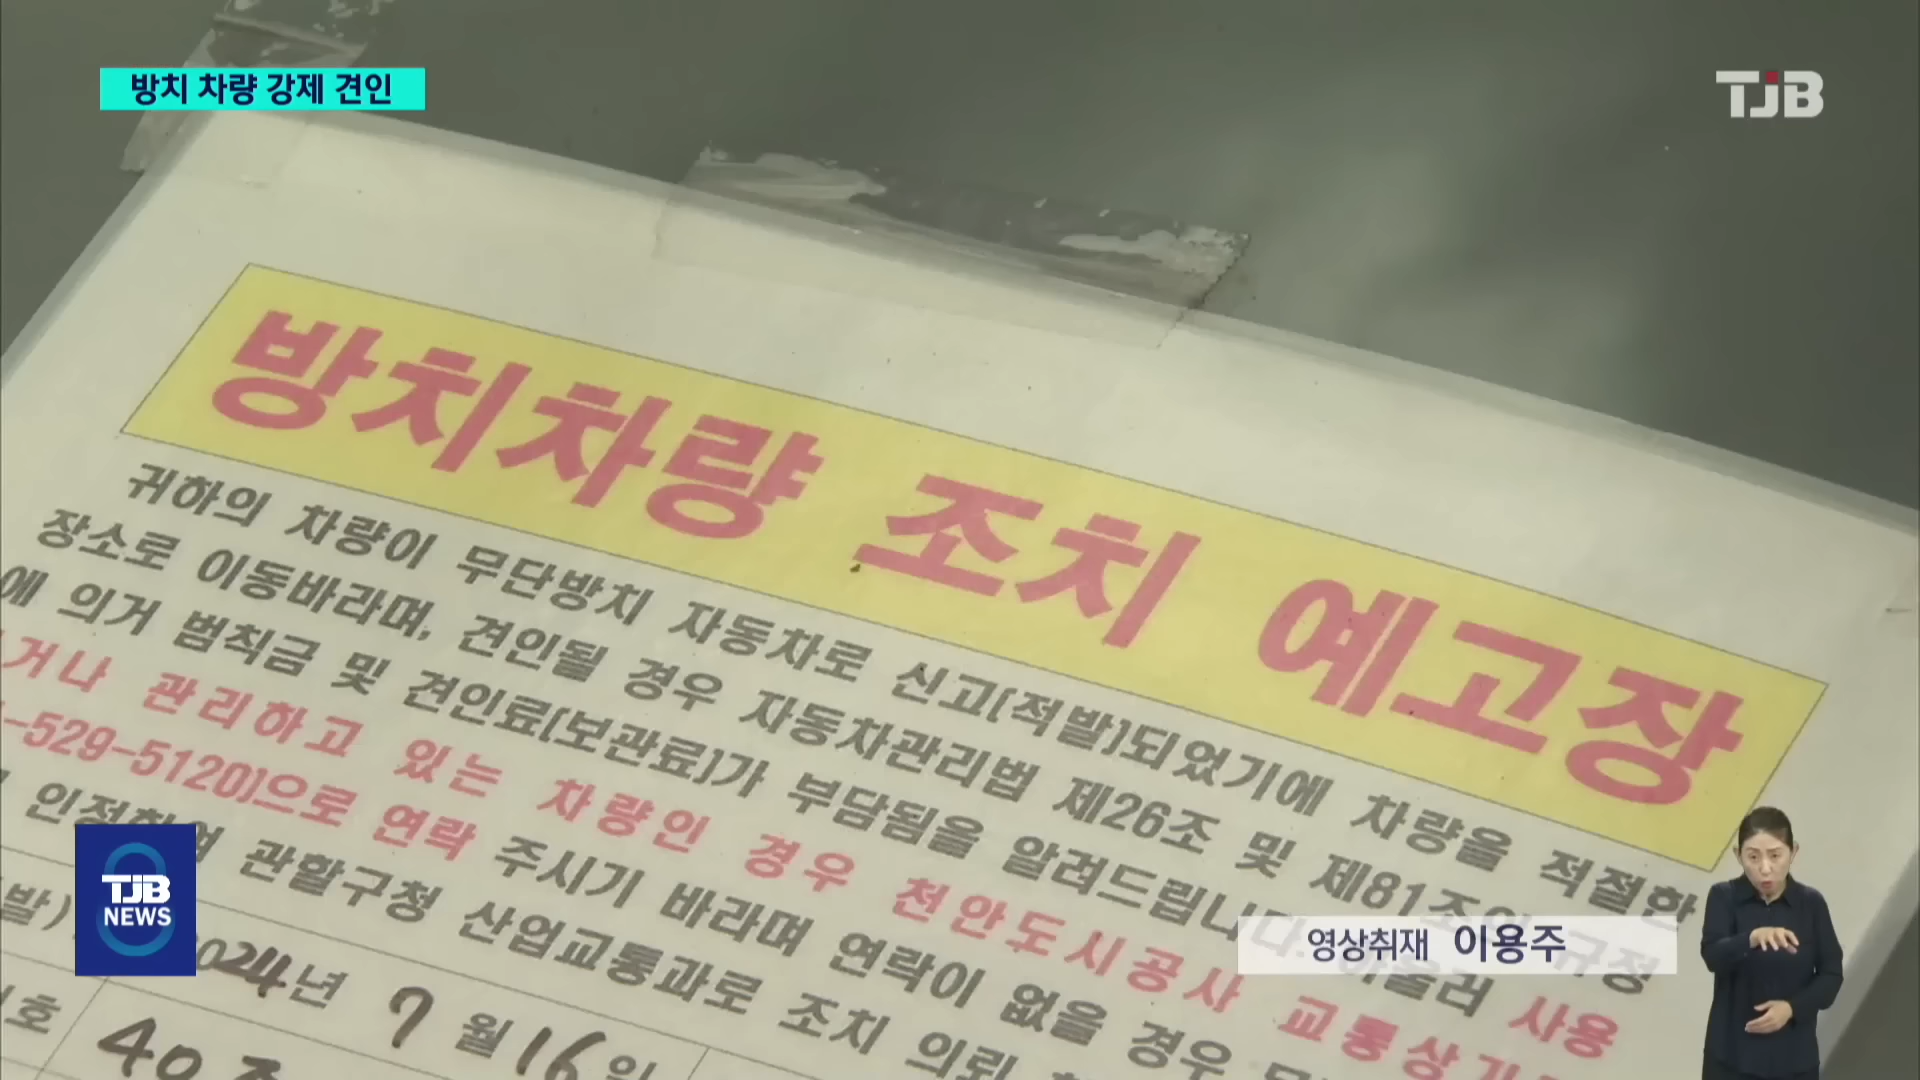 방치 차량 강제 견인
TJB
방치차량 조치 예고장
귀하의 차량이 무단방치 자동차로 신고(적발)되었기에 차량을 적절한
장소로 이동바라며, 견인될 경우 자동차관리법 제26조 및 제81조의 규정
에 의거 범칙금 및 견인료(보관료)가 부담됨을 알려드립니다. 아울러 사용
거나 관리하고 있는 차량인 경우 천안도시공사 교통상가
-529-5120)으로 연락 주시기 바라며 연락이 없을 경우
관할구청 산업교통과로 조치 의뢰
발)
2024년 7월 16일
호
40
TJB
NEWS
영상취재 이용주